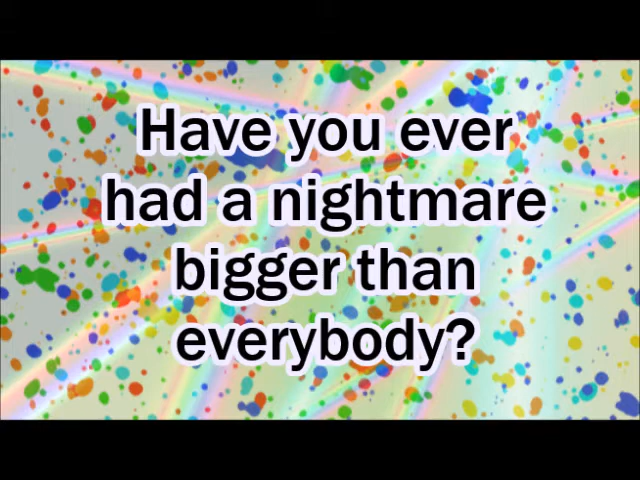 Have you ever
had a nightmare
bigger than
everybody?